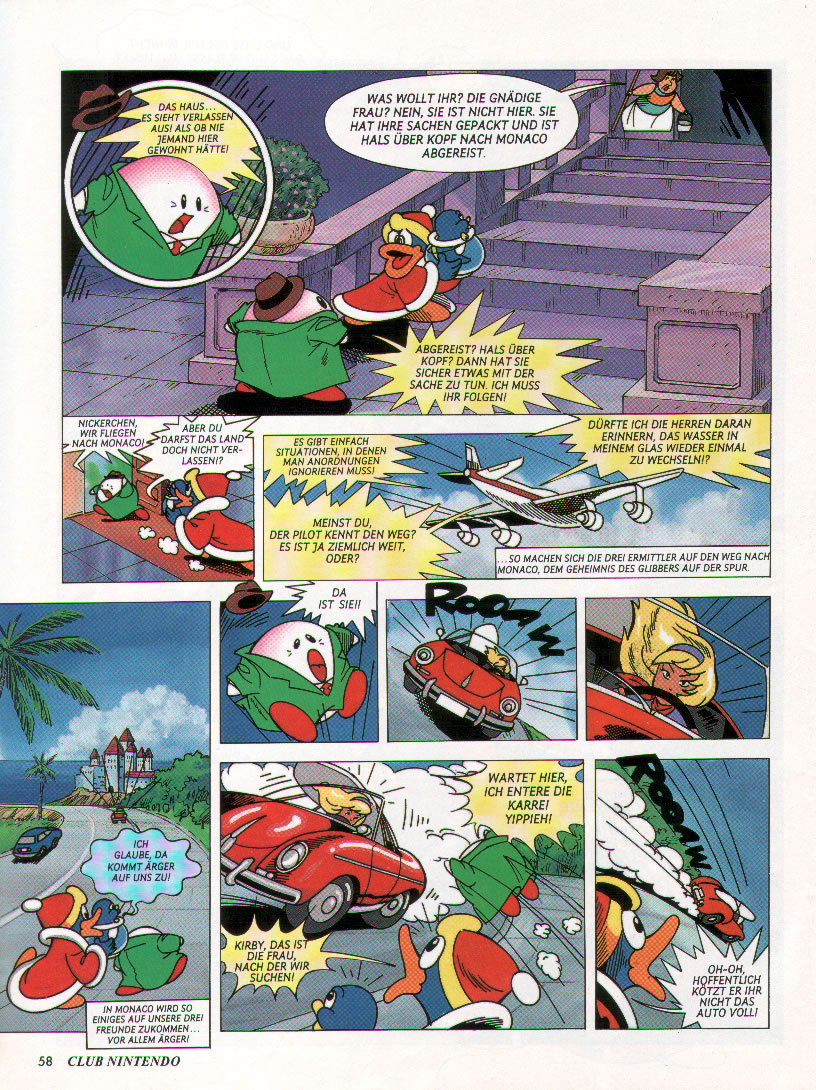 DAS HAUS...
ES SIEHT VERLASSEN
AUS! ALS OB NIE
JEMAND HIER
GEWOHNT HÄTTE!
WAS WOLLT IHR? DIE GNÄDIGE
FRAU? NEIN, SIE IST NICHT HIER. SIE
HAT IHRE SACHEN GEPACKT UND IST
HALS ÜBER KOPF NACH MONACO
ABGEREIST.
ABGEREIST? HALS ÜBER
KOPF? DANN HAT SIE
SICHER ETWAS MIT DER
SACHE ZU TUN. ICH MUSS
IHR FOLGEN!
NICKERCHEN,
WIR FLIEGEN
NACH MONACO!
ABER DU
DARFST DAS LAND
DOCH NICHT VER-
LASSEN!?
ES GIBT EINFACH
SITUATIONEN, IN DENEN
MAN ANORDNUNGEN
IGNORIEREN MUSS!
DÜRFTE ICH DIE HERREN DARAN
ERINNERN, DAS WASSER IN
MEINEM GLAS WIEDER EINMAL
ZU WECHSELN!?
MEINST DU,
DER PILOT KENNT DEN WEG?
ES IST JA ZIEMLICH WEIT,
ODER?
...SO MACHEN SICH DIE DREI ERMITTLER AUF DEN WEG NACH
MONACO, DEM GEHEIMNIS DES GLIBBERS AUF DER SPUR.
ICH
GLAUBE, DA
KOMMT ÄRGER
AUF UNS ZU!
IN MONACO WIRD SO
EINIGES AUF UNSERE DREI
FREUNDE ZUKOMMEN...
VOR ALLEM ÄRGER!
DA
IST SIE!!
ROOAW
WARTET HIER,
ICH ENTERE DIE
KARRE!
YIPPIEH!
KIRBY, DAS IST
DIE FRAU,
NACH DER WIR
SUCHEN!
ROOAW
OH-OH,
HOFFENTLICH
KOTZT ER IHR
NICHT DAS
AUTO VOLL!
58 CLUB NINTENDO